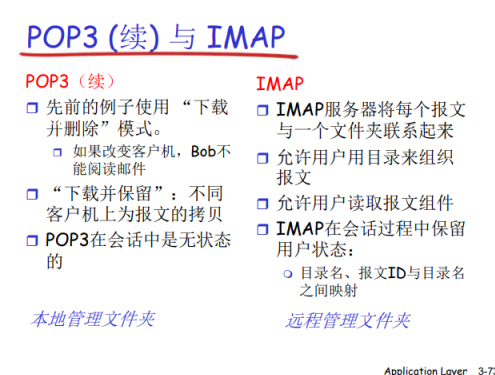 POP3 (续) 与 IMAP
POP3（续）
先前的例子使用 “下载
并删除”模式。
如果改变客户机，Bob不
能阅读邮件
“下载并保留”：不同
客户机上为报文的拷贝
POP3在会话中是无状态
的
本地管理文件夹
IMAP
IMAP服务器将每个报文
与一个文件夹联系起来
允许用户用目录来组织
报文
允许用户读取报文组件
IMAP在会话过程中保留
用户状态：
目录名、报文ID与目录名
之间映射
远程管理文件夹
Application Layer 3-73